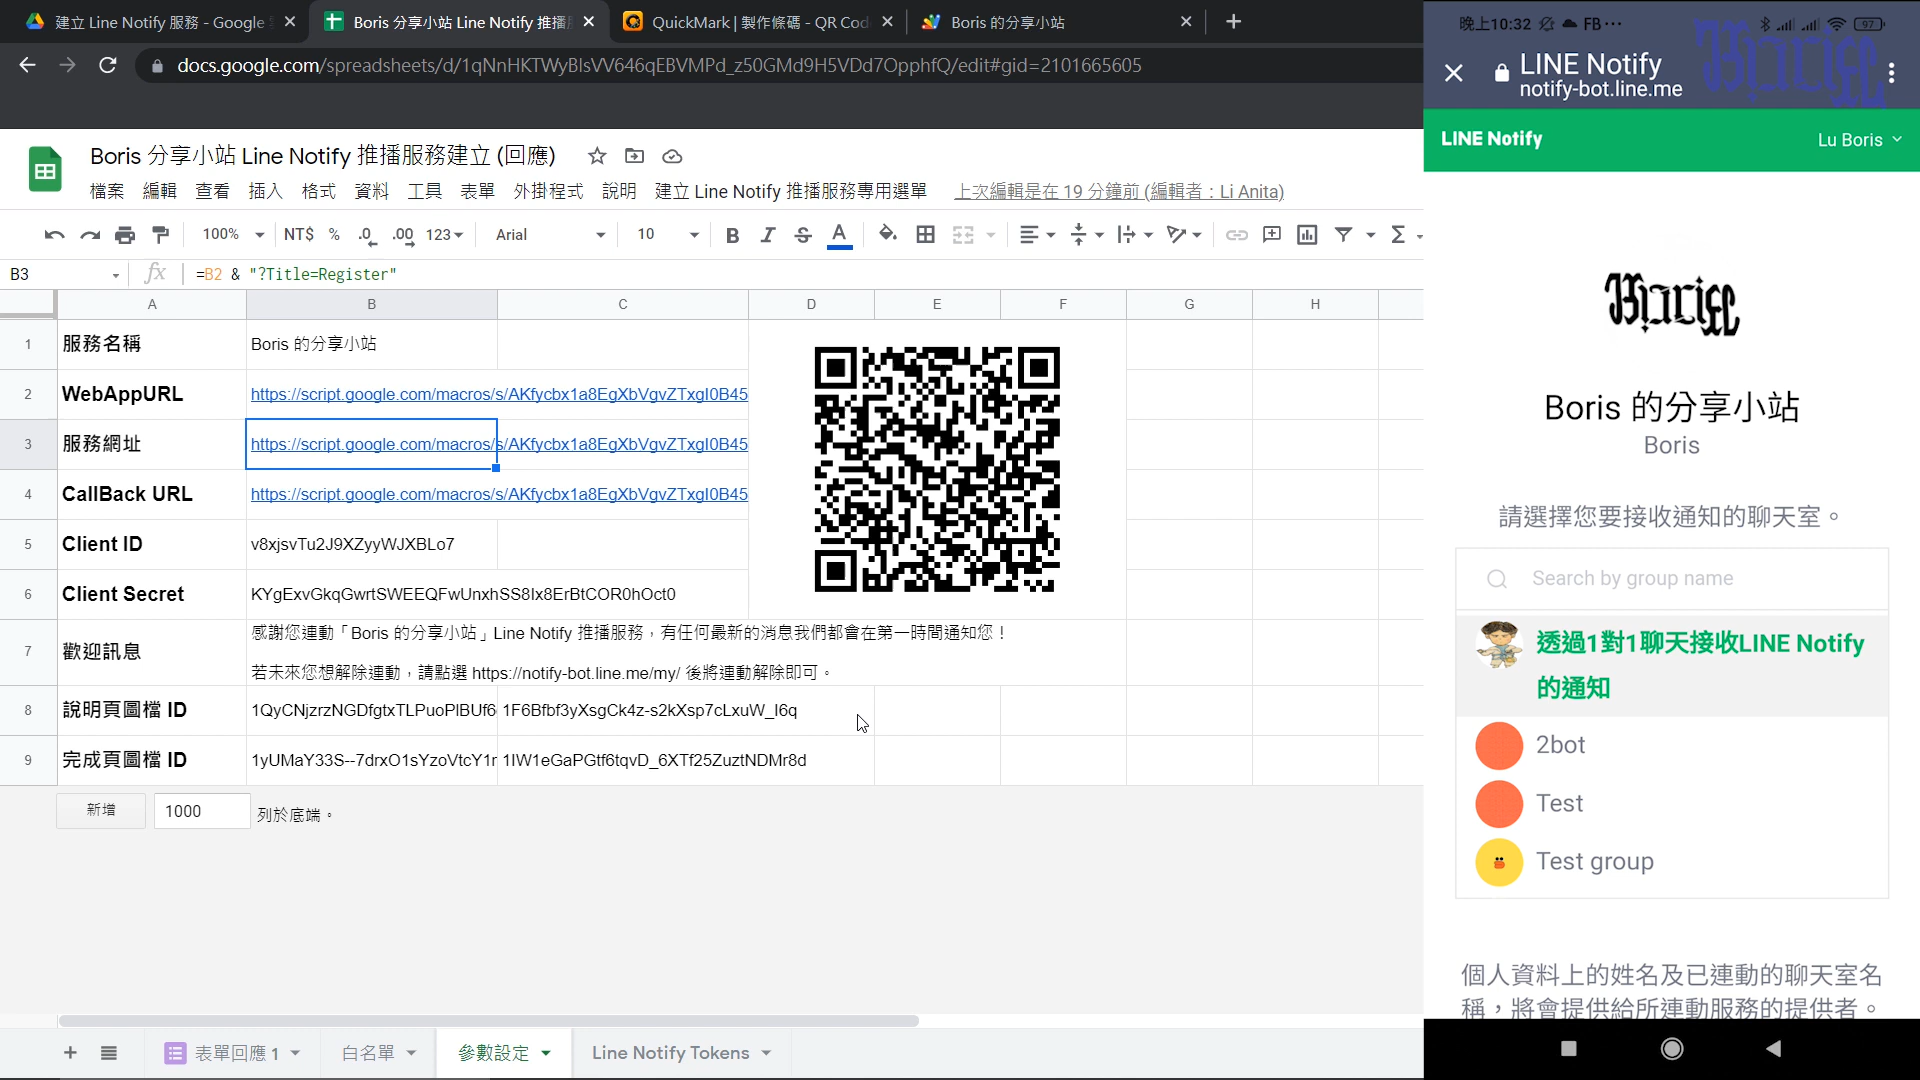 建立 Line Notify 服務 - Google
Boris 分享小站 Line Notify 推播
QuickMark | 製作條碼 - QR Cod
Boris 的分享小站
docs.google.com/spreadsheets/d/1qNnHKTWyBlsVV646qEBVMPd_z50GMd9H5VDd7OpphfQ/edit#gid=2101665605
Boris 分享小站 Line Notify 推播服務建立 (回應)
檔案 編輯 查看 插入 格式 資料 工具 表單 外掛程式 說明 建立 Line Notify 推播服務專用選單 上次編輯是在 19 分鐘前 (編輯者：Li Anita)
100% NT$ % .0 .00 123 Arial 10 B I S A Σ
B3 fx =B2 & "?Title=Register"
A B C D E F G H
1 服務名稱 Boris 的分享小站
2 WebAppURL https://script.google.com/macros/s/AKfycbx1a8EgXbVgvZTxgI0B45
3 服務網址 https://script.google.com/macros/s/AKfycbx1a8EgXbVgvZTxgI0B45
4 CallBack URL https://script.google.com/macros/s/AKfycbx1a8EgXbVgvZTxgI0B45
5 Client ID v8xjsvTu2J9XZyyWJXBLo7
6 Client Secret KYgExvGkqGwrtSWEEQFwUnxhSS8Ix8ErBtCOR0hOct0
7 歡迎訊息 感謝您連動「Boris 的分享小站」Line Notify 推播服務，有任何最新的消息我們都會在第一時間通知您！
若未來您想解除連動，請點選 https://notify-bot.line.me/my/ 後將連動解除即可。
8 說明頁圖檔 ID 1QyCNjzrzNGDfgtxTLPuoPlBUf6 1F6Bfbf3yXsgCk4z-s2kXsp7cLxuW_I6q
9 完成頁圖檔 ID 1yUMaY33S--7drxO1sYzoVtcY1r 1IW1eGaPGtf6tqvD_6XTf25ZuztNDMr8d
新增 1000 列於底端。
表單回應 1 白名單 參數設定 Line Notify Tokens
晚上10:32 FB 97
LINE Notify
notify-bot.line.me
LINE Notify Lu Boris
Boris 的分享小站
Boris
請選擇您要接收通知的聊天室。
Search by group name
透過1對1聊天接收LINE Notify
的通知
2bot
Test
Test group
個人資料上的姓名及已連動的聊天室名
稱，將會提供給所連動服務的提供者。